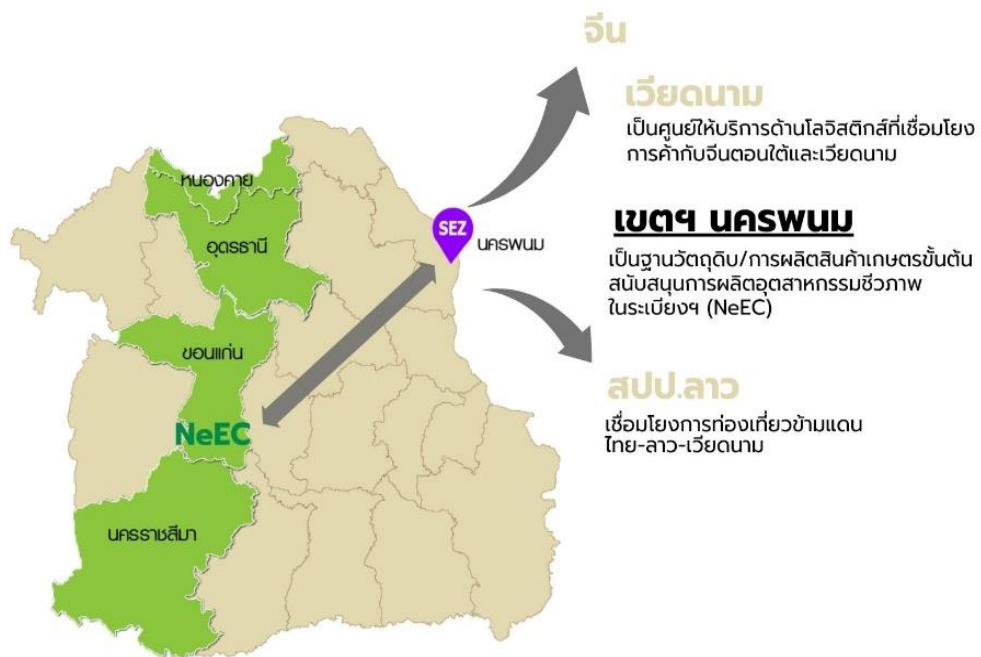 จีน
เวียดนาม
เป็นศูนย์ให้บริการด้านโลจิสติกส์ที่เชื่อมโยง
การค้ากับจีนตอนใต้และเวียดนาม
หนองคาย
อุดรธานี
SEZ
นครพนม
เขตฯ นครพนม
เป็นฐานวัตถุดิบ/การผลิตสินค้าเกษตรขั้นต้น
สนับสนุนการผลิตอุตสาหกรรมชีวภาพ
ในระเบียงฯ (NeEC)
ขอนแก่น
NeEC
สปป.ลาว
เชื่อมโยงการท่องเที่ยวข้ามแดน
ไทย-ลาว-เวียดนาม
นครราชสีมา